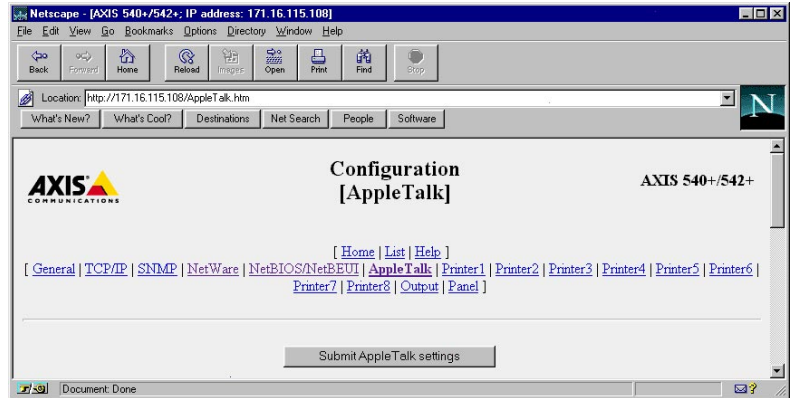 Netscape - [AXIS 540+/542+; IP address: 171.16.115.108]
File Edit View Go Bookmarks Options Directory Window Help
Back Forward Home Reload Images Open Print Find Stop
Location: http://171.16.115.108/AppleTalk.htm
What's New? What's Cool? Destinations Net Search People Software
N
AXIS
COMMUNICATIONS
Configuration
[AppleTalk]
AXIS 540+/542+
[ Home | List | Help ]
[ General | TCP/IP | SNMP | NetWare | NetBIOS/NetBEUI | AppleTalk | Printer1 | Printer2 | Printer3 | Printer4 | Printer5 | Printer6 |
Printer7 | Printer8 | Output | Panel ]
Submit AppleTalk settings
Document: Done